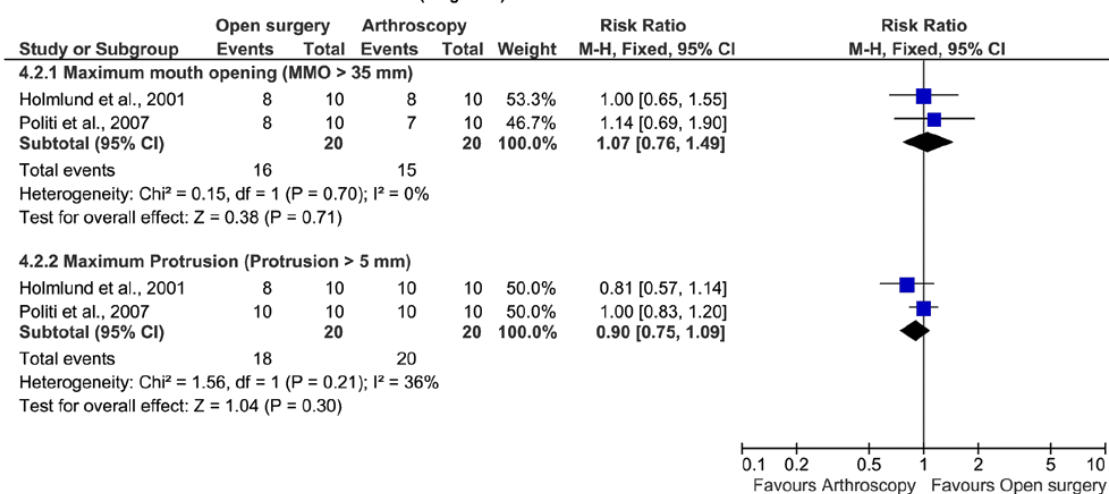 Open surgery Arthroscopy Risk Ratio Risk Ratio
Study or Subgroup Events Total Events Total Weight M-H, Fixed, 95% CI M-H, Fixed, 95% CI
4.2.1 Maximum mouth opening (MMO > 35 mm)
Holmlund et al., 2001 8 10 8 10 53.3% 1.00 [0.65, 1.55]
Politi et al., 2007 8 10 7 10 46.7% 1.14 [0.69, 1.90]
Subtotal (95% CI) 20 20 100.0% 1.07 [0.76, 1.49]
Total events 16 15
Heterogeneity: Chi² = 0.15, df = 1 (P = 0.70); I² = 0%
Test for overall effect: Z = 0.38 (P = 0.71)
4.2.2 Maximum Protrusion (Protrusion > 5 mm)
Holmlund et al., 2001 8 10 10 10 50.0% 0.81 [0.57, 1.14]
Politi et al., 2007 10 10 10 10 50.0% 1.00 [0.83, 1.20]
Subtotal (95% CI) 20 20 100.0% 0.90 [0.75, 1.09]
Total events 18 20
Heterogeneity: Chi² = 1.56, df = 1 (P = 0.21); I² = 36%
Test for overall effect: Z = 1.04 (P = 0.30)
0.1 0.2 0.5 1 2 5 10
Favours Arthroscopy Favours Open surgery